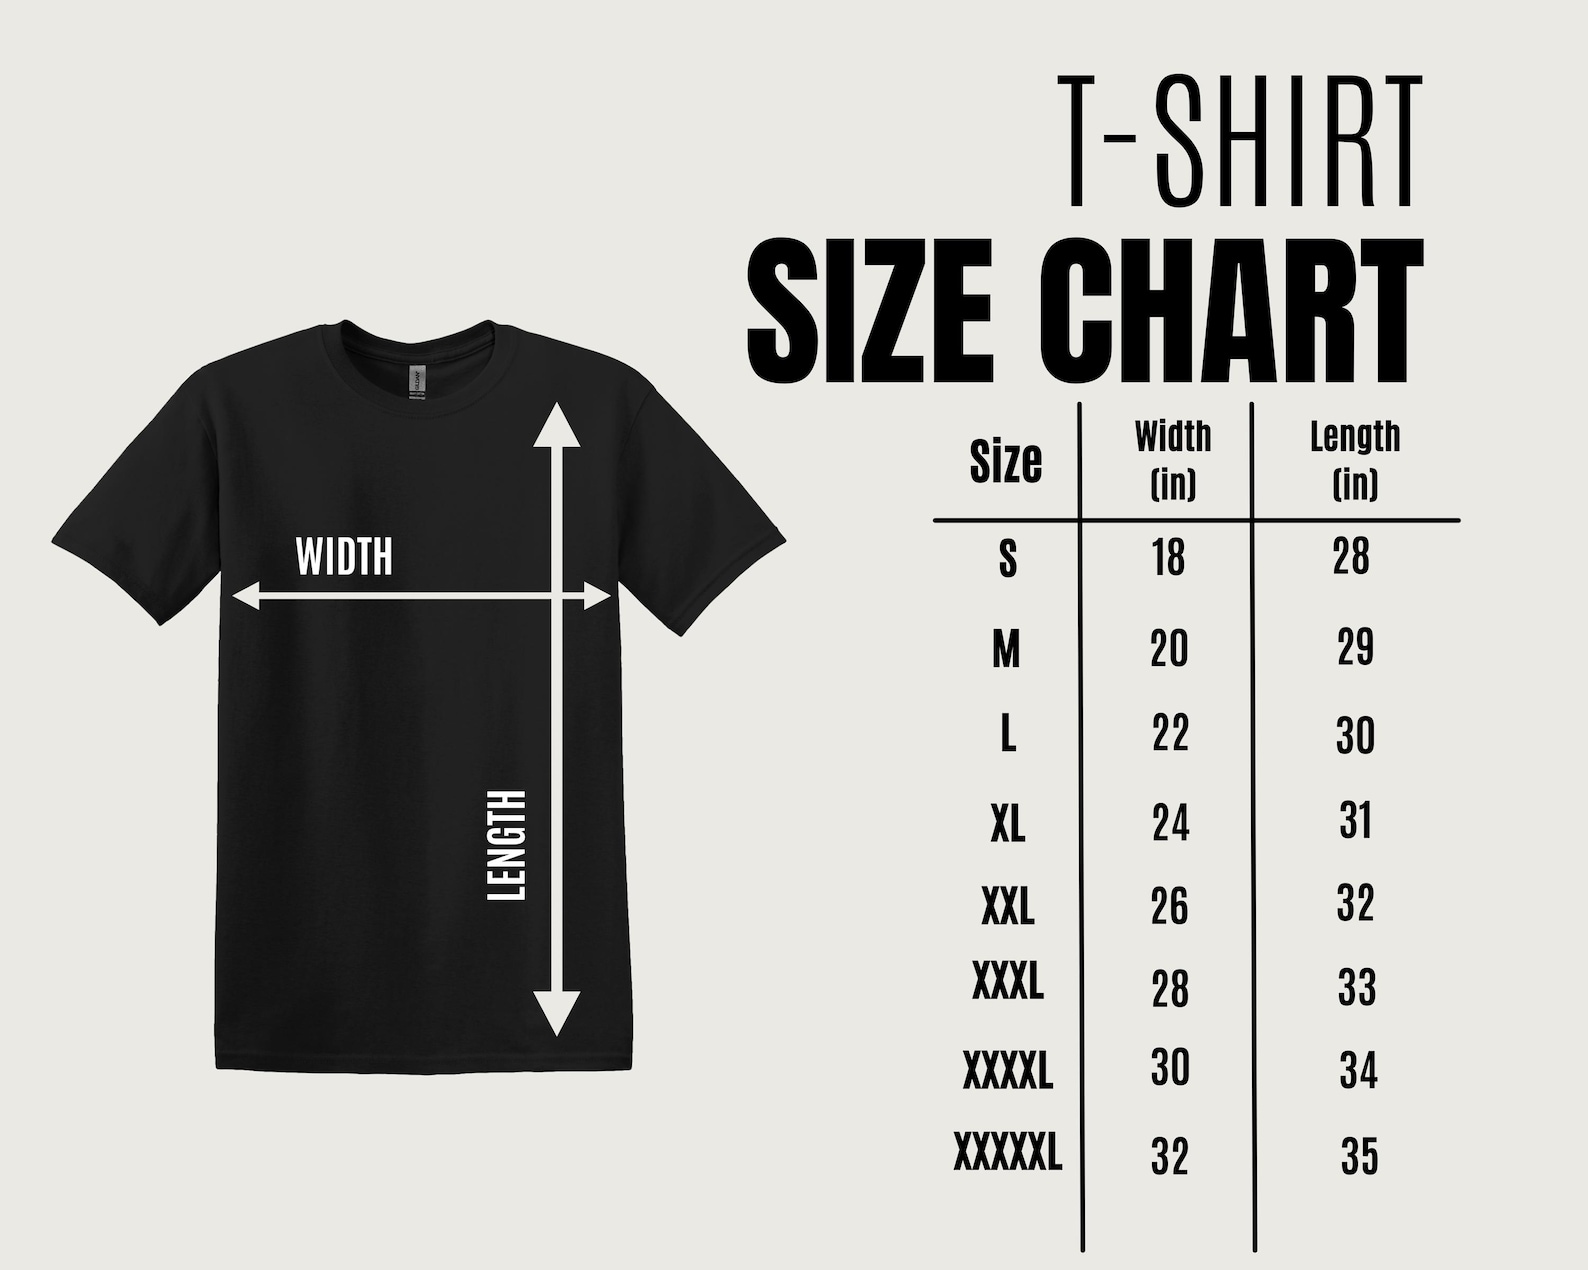 T-SHIRT
SIZE CHART
Size Width (in) Length (in)
S 18 28
M 20 29
L 22 30
XL 24 31
XXL 26 32
XXXL 28 33
XXXXL 30 34
XXXXXL 32 35
WIDTH
LENGTH